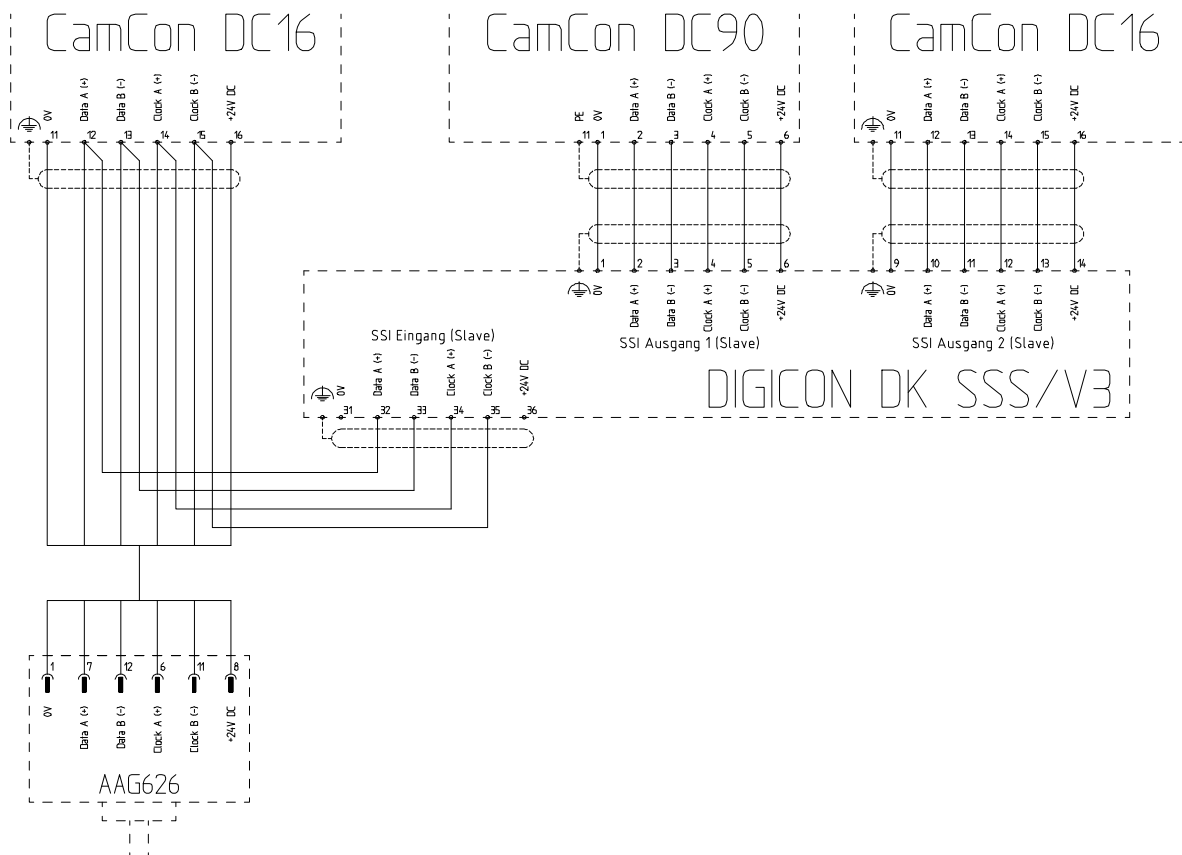 CamCon DC16
CamCon DC90
CamCon DC16
0V
Data A (+)
Data B (-)
Clock A (+)
Clock B (-)
+24V DC
11
12
13
14
15
16
PE
0V
Data A (+)
Data B (-)
Clock A (+)
Clock B (-)
+24V DC
11
1
2
3
4
5
6
0V
Data A (+)
Data B (-)
Clock A (+)
Clock B (-)
+24V DC
11
12
13
14
15
16
1
2
3
4
5
6
0V
Data A (+)
Data B (-)
Clock A (+)
Clock B (-)
+24V DC
SSI Ausgang 1 (Slave)
9
10
11
12
13
14
0V
Data A (+)
Data B (-)
Clock A (+)
Clock B (-)
+24V DC
SSI Ausgang 2 (Slave)
SSI Eingang (Slave)
0V
Data A (+)
Data B (-)
Clock A (+)
Clock B (-)
+24V DC
31
32
33
34
35
36
DIGICON DK SSS/V3
1
7
12
6
11
8
0V
Data A (+)
Data B (-)
Clock A (+)
Clock B (-)
+24V DC
AAG626